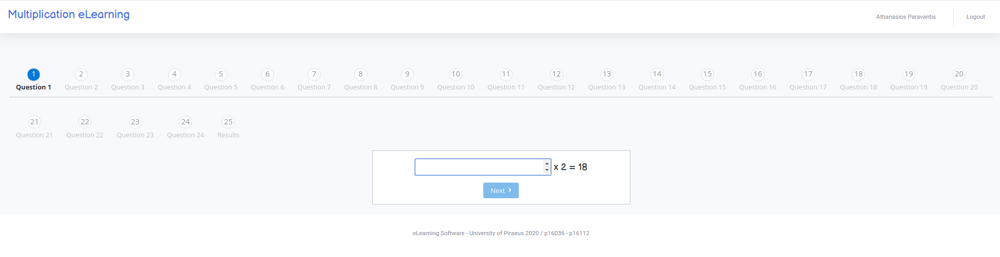 Multiplication eLearning
Athanasios Paravantis
Logout
1 2 3 4 5 6 7 8 9 10 11 12 13 14 15 16 17 18 19 20
Question 1 Question 2 Question 3 Question 4 Question 5 Question 6 Question 7 Question 8 Question 9 Question 10 Question 11 Question 12 Question 13 Question 14 Question 15 Question 16 Question 17 Question 18 Question 19 Question 20
21 22 23 24 25
Question 21 Question 22 Question 23 Question 24 Results
x 2 = 18
Next
eLearning Software - University of Piraeus 2020 / p16036 - p16112